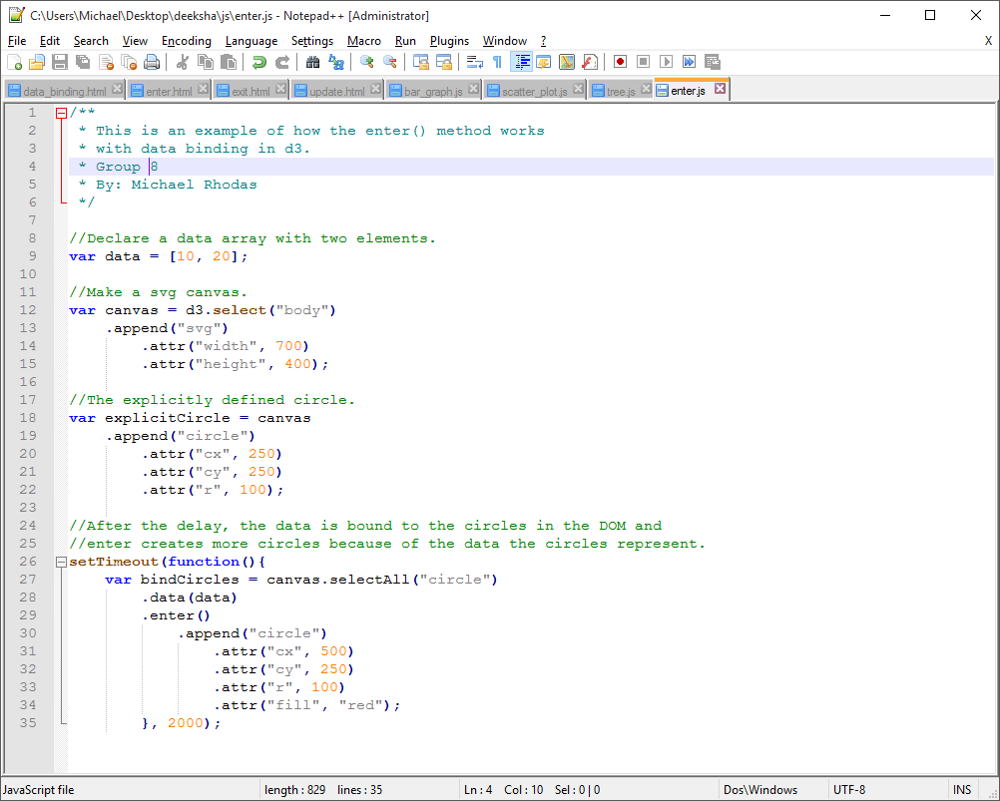 C:\Users\Michael\Desktop\deeksha\js\enter.js - Notepad++ [Administrator]
File Edit Search View Encoding Language Settings Macro Run Plugins Window ? X
data_binding.html enter.html exit.html update.html bar_graph.js scatter_plot.js tree.js enter.js
1 /**
2 * This is an example of how the enter() method works
3 * with data binding in d3.
4 * Group 8
5 * By: Michael Rhodas
6 */
7
8 //Declare a data array with two elements.
9 var data = [10, 20];
10
11 //Make a svg canvas.
12 var canvas = d3.select("body")
13 .append("svg")
14 .attr("width", 700)
15 .attr("height", 400);
16
17 //The explicitly defined circle.
18 var explicitCircle = canvas
19 .append("circle")
20 .attr("cx", 250)
21 .attr("cy", 250)
22 .attr("r", 100);
23
24 //After the delay, the data is bound to the circles in the DOM and
25 //enter creates more circles because of the data the circles represent.
26 setTimeout(function(){
27 var bindCircles = canvas.selectAll("circle")
28 .data(data)
29 .enter()
30 .append("circle")
31 .attr("cx", 500)
32 .attr("cy", 250)
33 .attr("r", 100)
34 .attr("fill", "red");
35 }, 2000);
JavaScript file length : 829 lines : 35 Ln : 4 Col : 10 Sel : 0 | 0 Dos\Windows UTF-8 INS